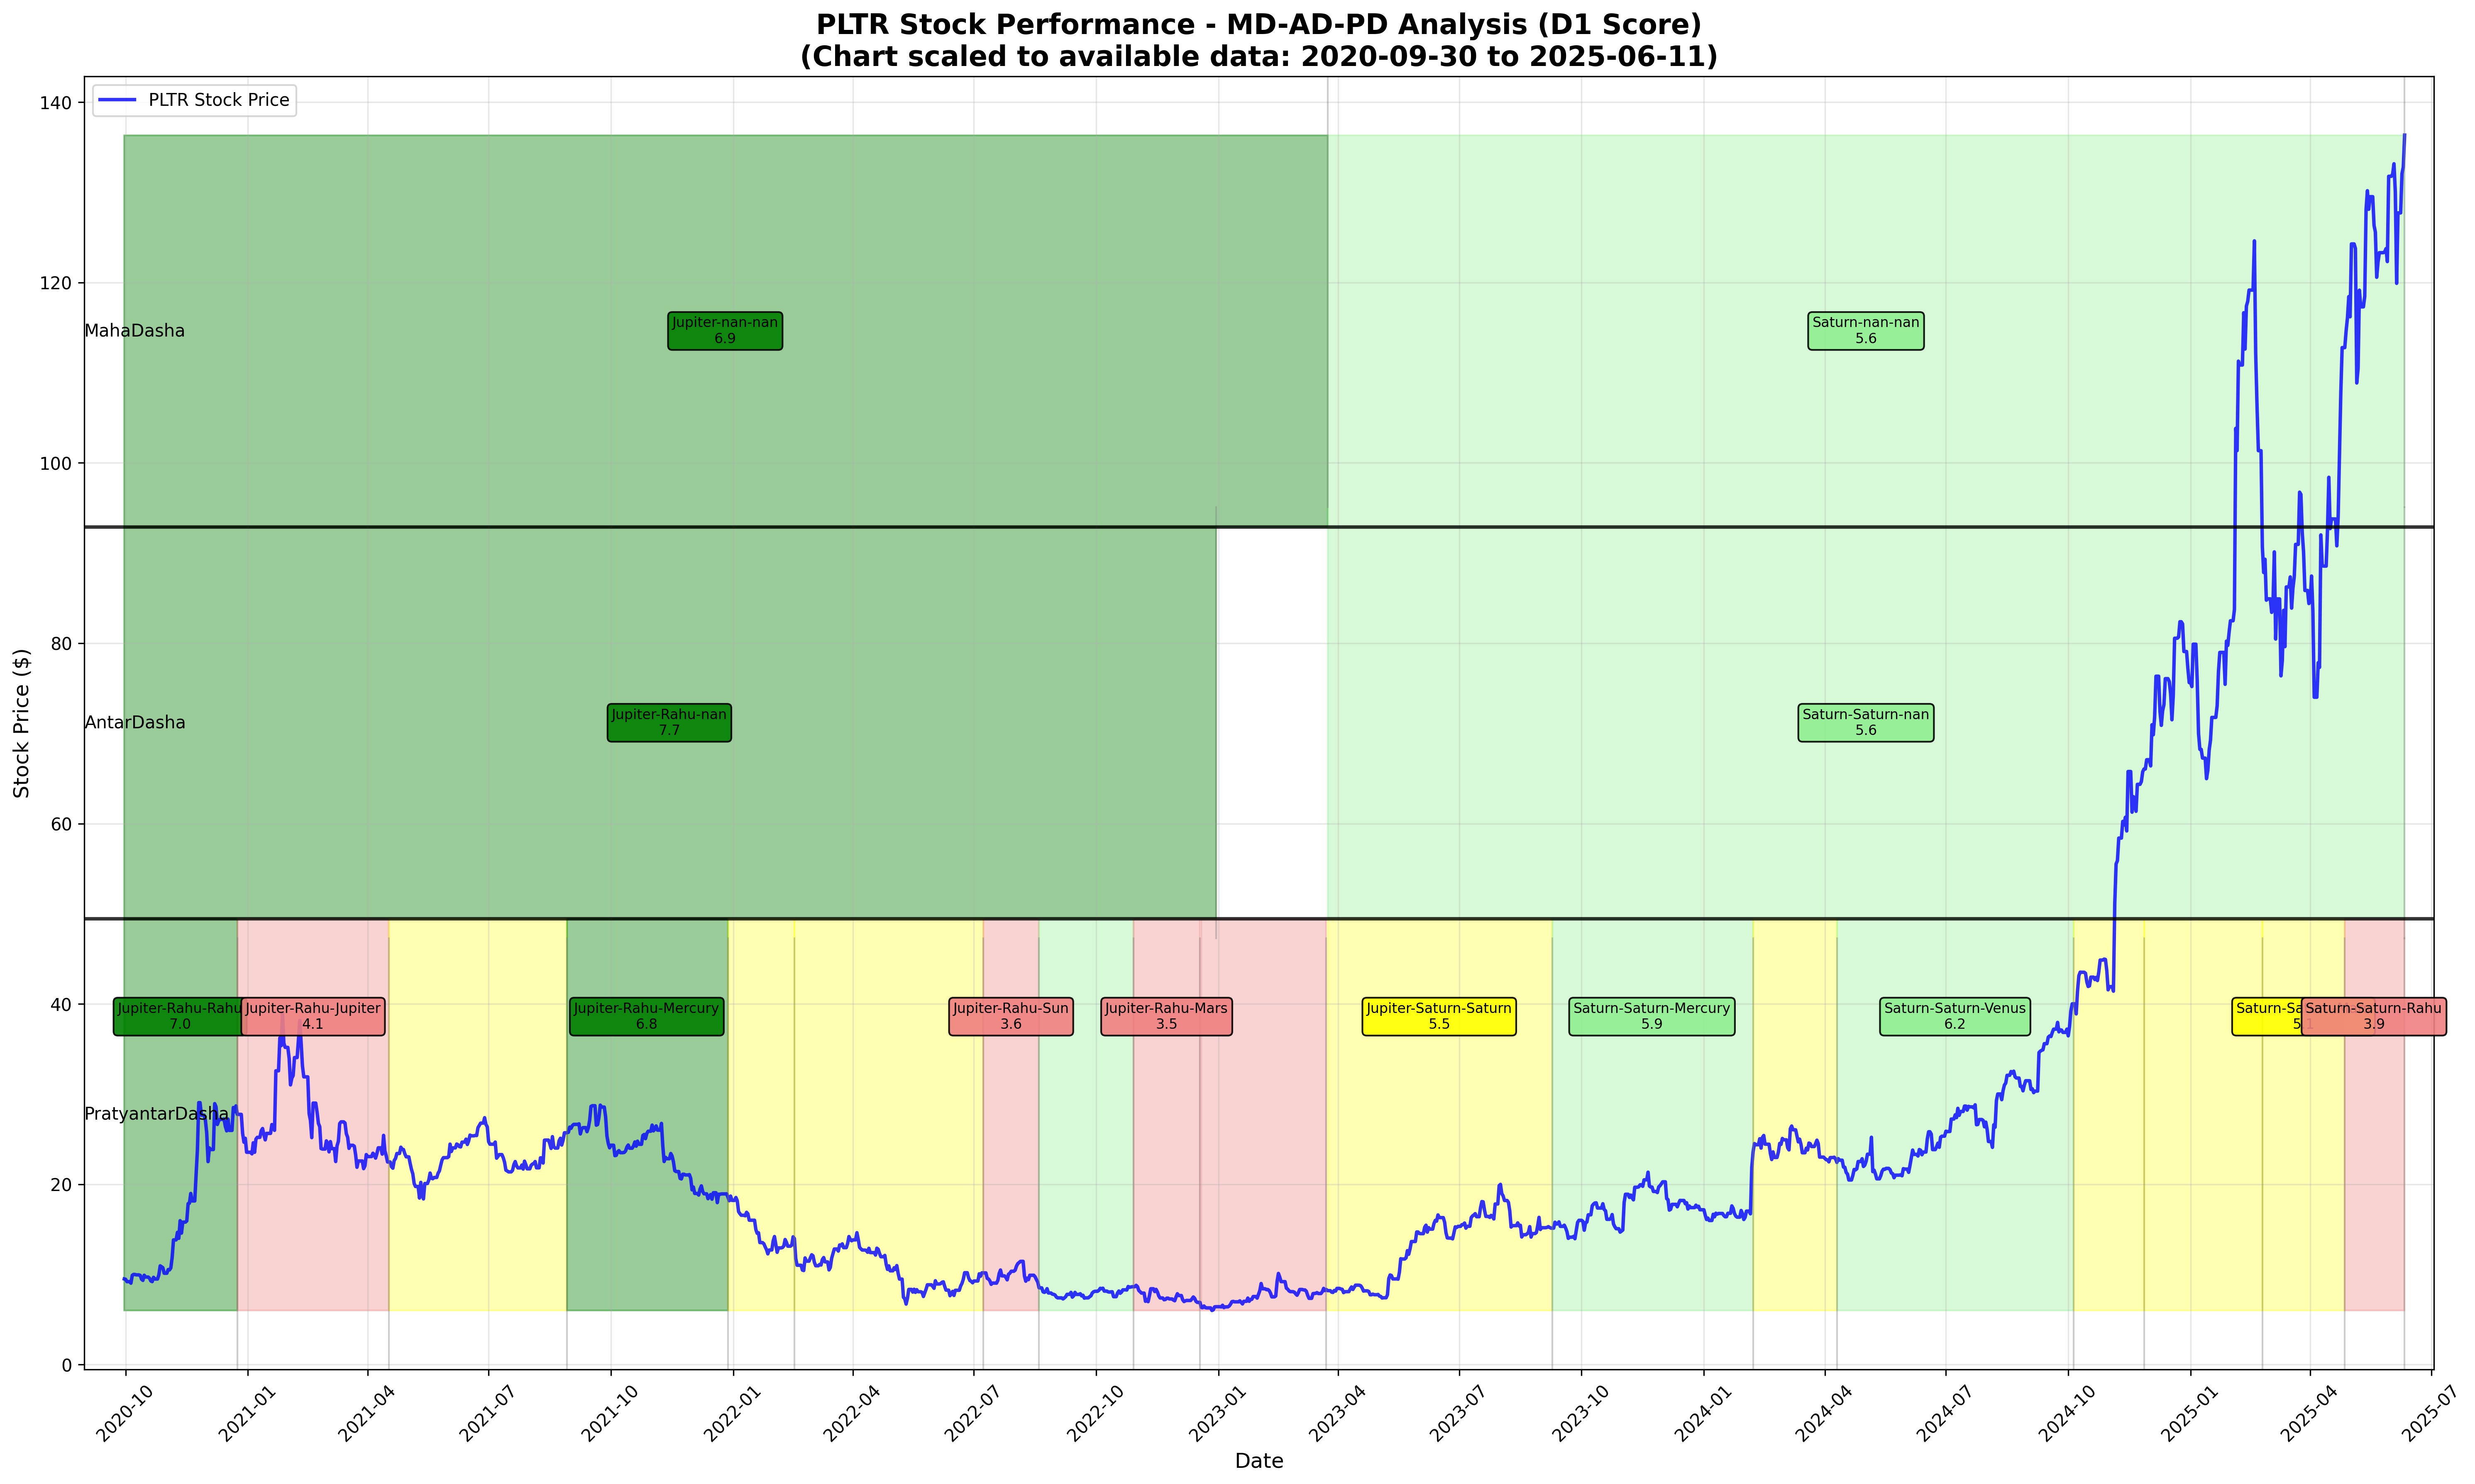 PLTR Stock Performance - MD-AD-PD Analysis (D1 Score)
(Chart scaled to available data: 2020-09-30 to 2025-06-11)
PLTR Stock Price
Stock Price ($)
140
120
100
80
60
40
20
0
MahaDasha
Jupiter-nan-nan
6.9
Saturn-nan-nan
5.6
AntarDasha
Jupiter-Rahu-nan
7.7
Saturn-Saturn-nan
5.6
PratyantarDasha
Jupiter-Rahu-Rahu
7.0
Jupiter-Rahu-Jupiter
4.1
Jupiter-Rahu-Mercury
6.8
Jupiter-Rahu-Sun
3.6
Jupiter-Rahu-Mars
3.5
Jupiter-Saturn-Saturn
5.5
Saturn-Saturn-Mercury
5.9
Saturn-Saturn-Venus
6.2
Saturn-Saturn-Rahu
3.9
2020-10
2021-01
2021-04
2021-07
2021-10
2022-01
2022-04
2022-07
2022-10
2023-01
2023-04
2023-07
2023-10
2024-01
2024-04
2024-07
2024-10
2025-01
2025-04
2025-07
Date